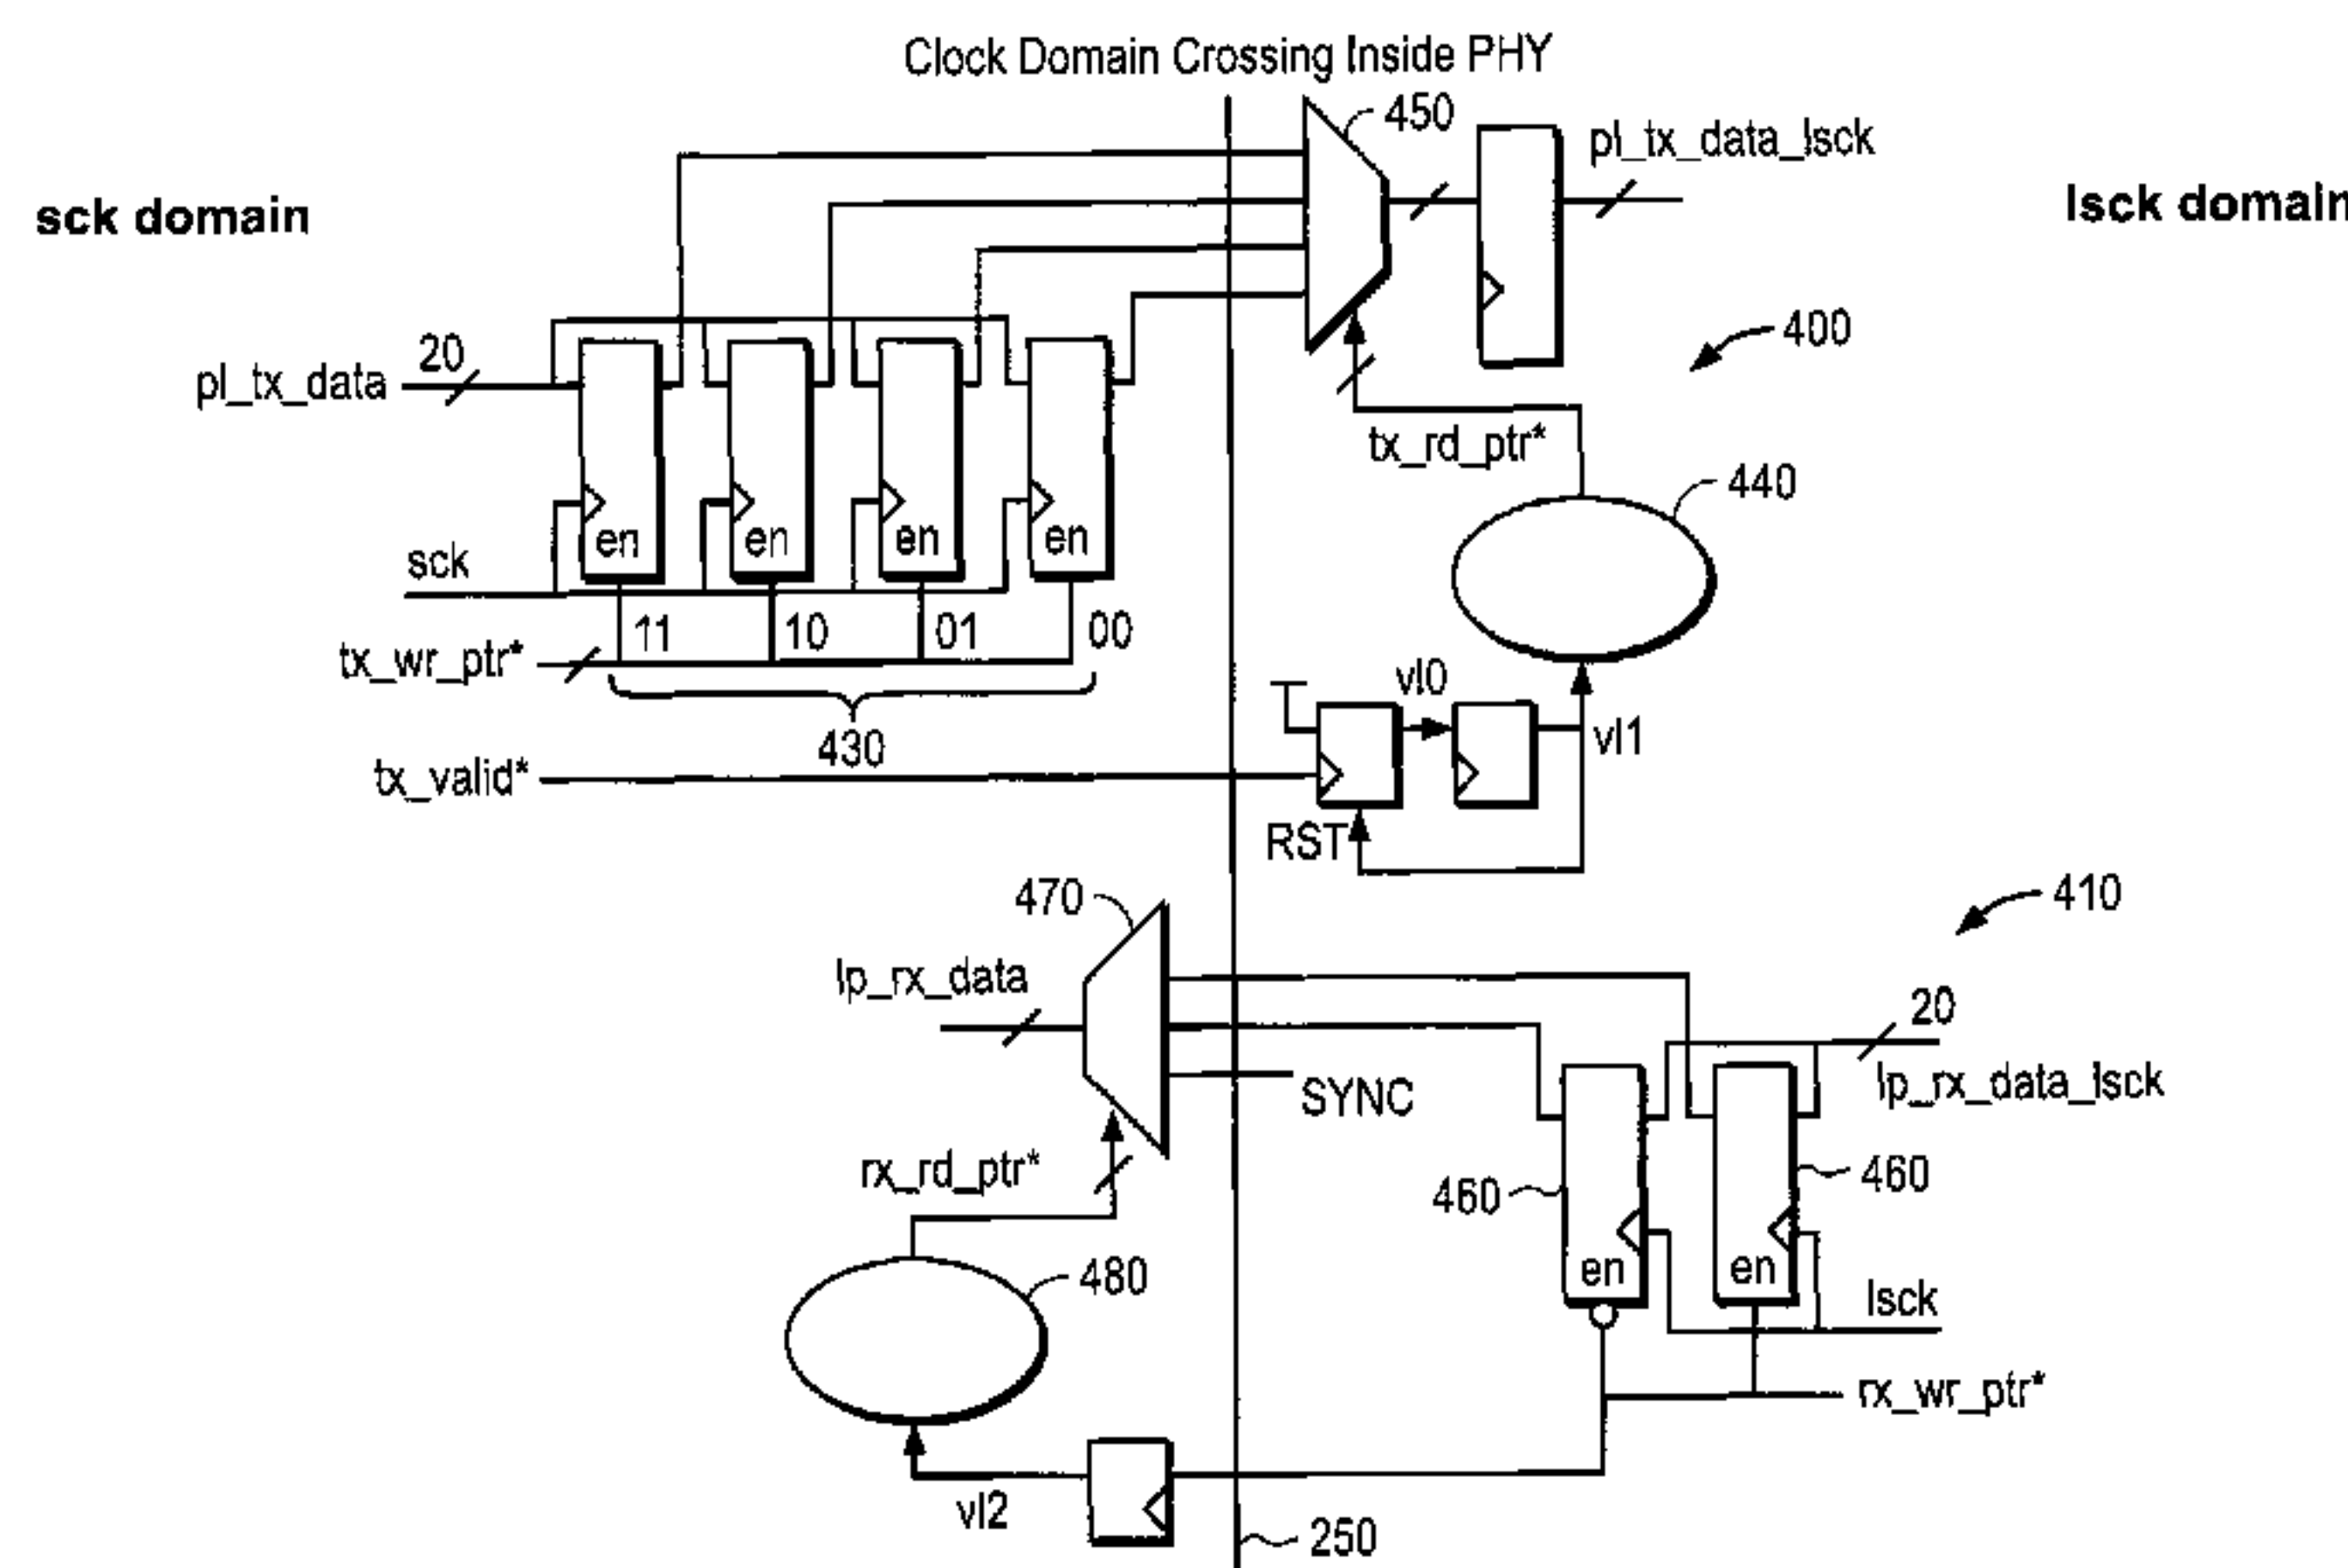 Clock Domain Crossing Inside PHY
450
pl_tx_data_lsck
sck domain
lsck domain
400
20
pl_tx_data
tx_rd_ptr*
440
en
en
en
en
sck
11
10
01
00
tx_wr_ptr*
vl0
430
vl1
tx_valid*
RST
410
470
lp_rx_data
20
SYNC
lp_rx_data_lsck
rx_rd_ptr*
460
460
480
en
en
lsck
rx_wr_ptr*
vl2
250